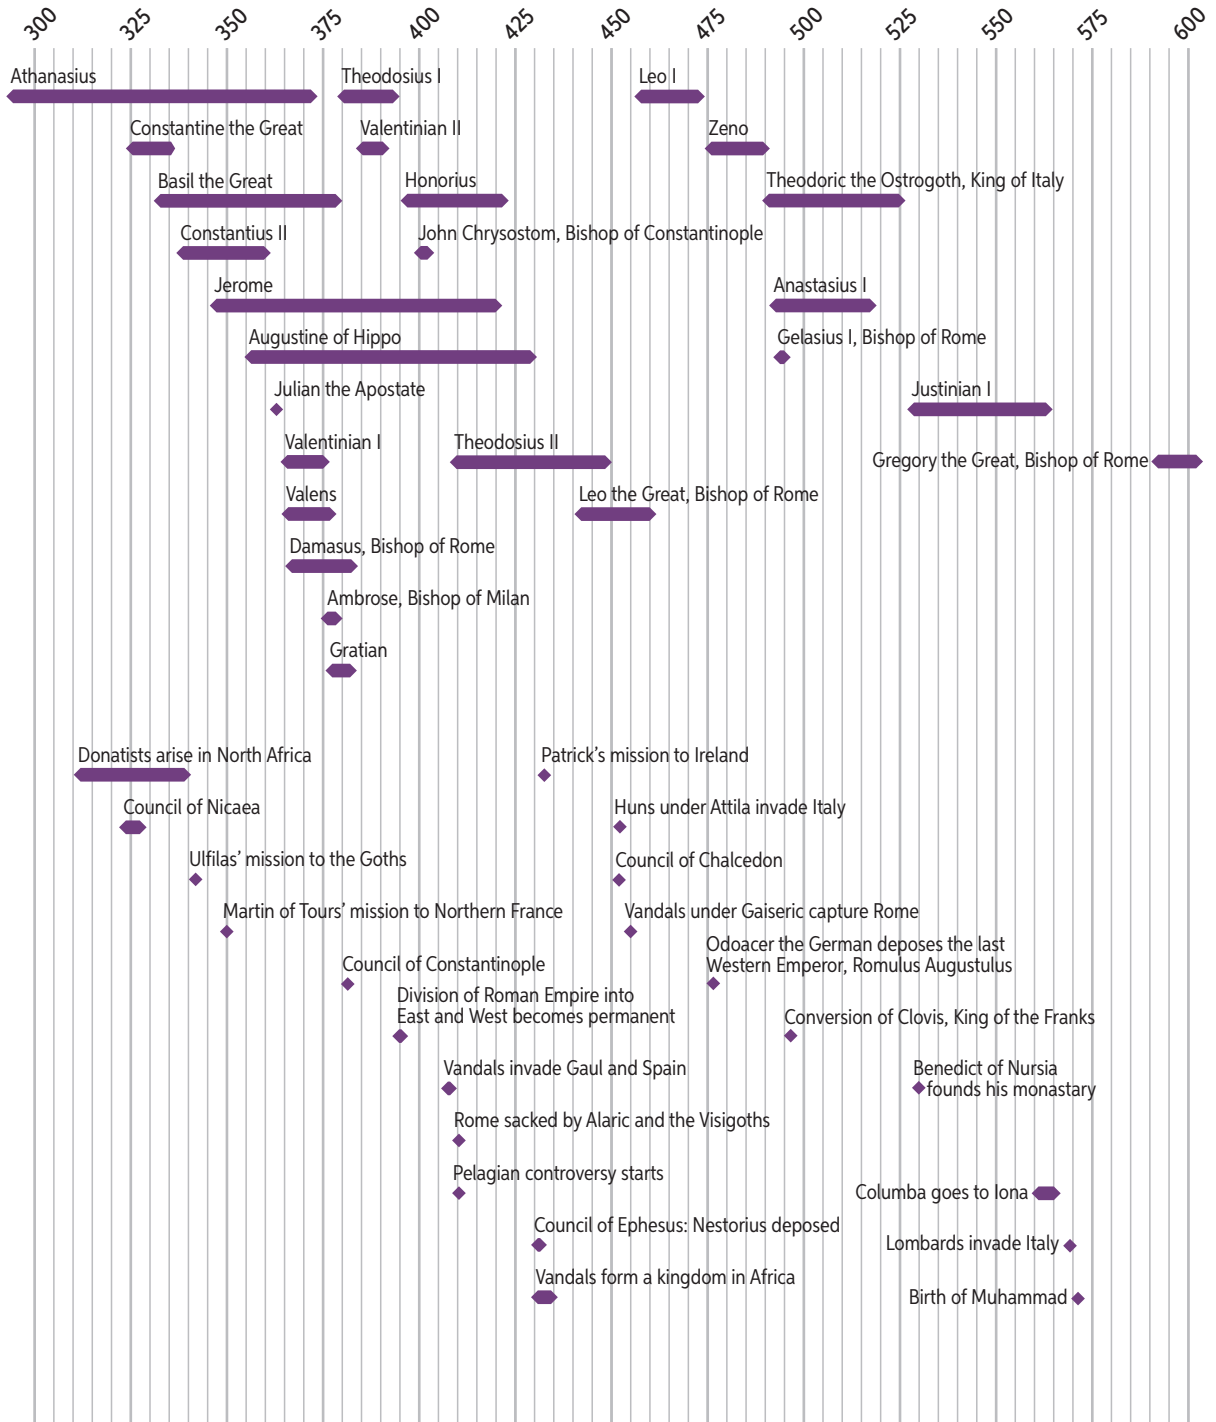 300 325 350 375 400 425 450 475 500 525 550 575 600
Athanasius Theodosius I Leo I
Constantine the Great Valentinian II Zeno
Basil the Great Honorius Theodoric the Ostrogoth, King of Italy
Constantius II John Chrysostom, Bishop of Constantinople
Jerome Anastasius I
Augustine of Hippo Gelasius I, Bishop of Rome
Julian the Apostate Justinian I
Valentinian I Theodosius II Gregory the Great, Bishop of Rome
Valens Leo the Great, Bishop of Rome
Damasus, Bishop of Rome
Ambrose, Bishop of Milan
Gratian
Donatists arise in North Africa Patrick’s mission to Ireland
Council of Nicaea Huns under Attila invade Italy
Ulfilas’ mission to the Goths Council of Chalcedon
Martin of Tours’ mission to Northern France Vandals under Gaiseric capture Rome
Odoacer the German deposes the last
Council of Constantinople Western Emperor, Romulus Augustulus
Division of Roman Empire into
East and West becomes permanent Conversion of Clovis, King of the Franks
Vandals invade Gaul and Spain Benedict of Nursia
founds his monastary
Rome sacked by Alaric and the Visigoths
Pelagian controversy starts
Columba goes to Iona
Council of Ephesus: Nestorius deposed
Lombards invade Italy
Vandals form a kingdom in Africa
Birth of Muhammad